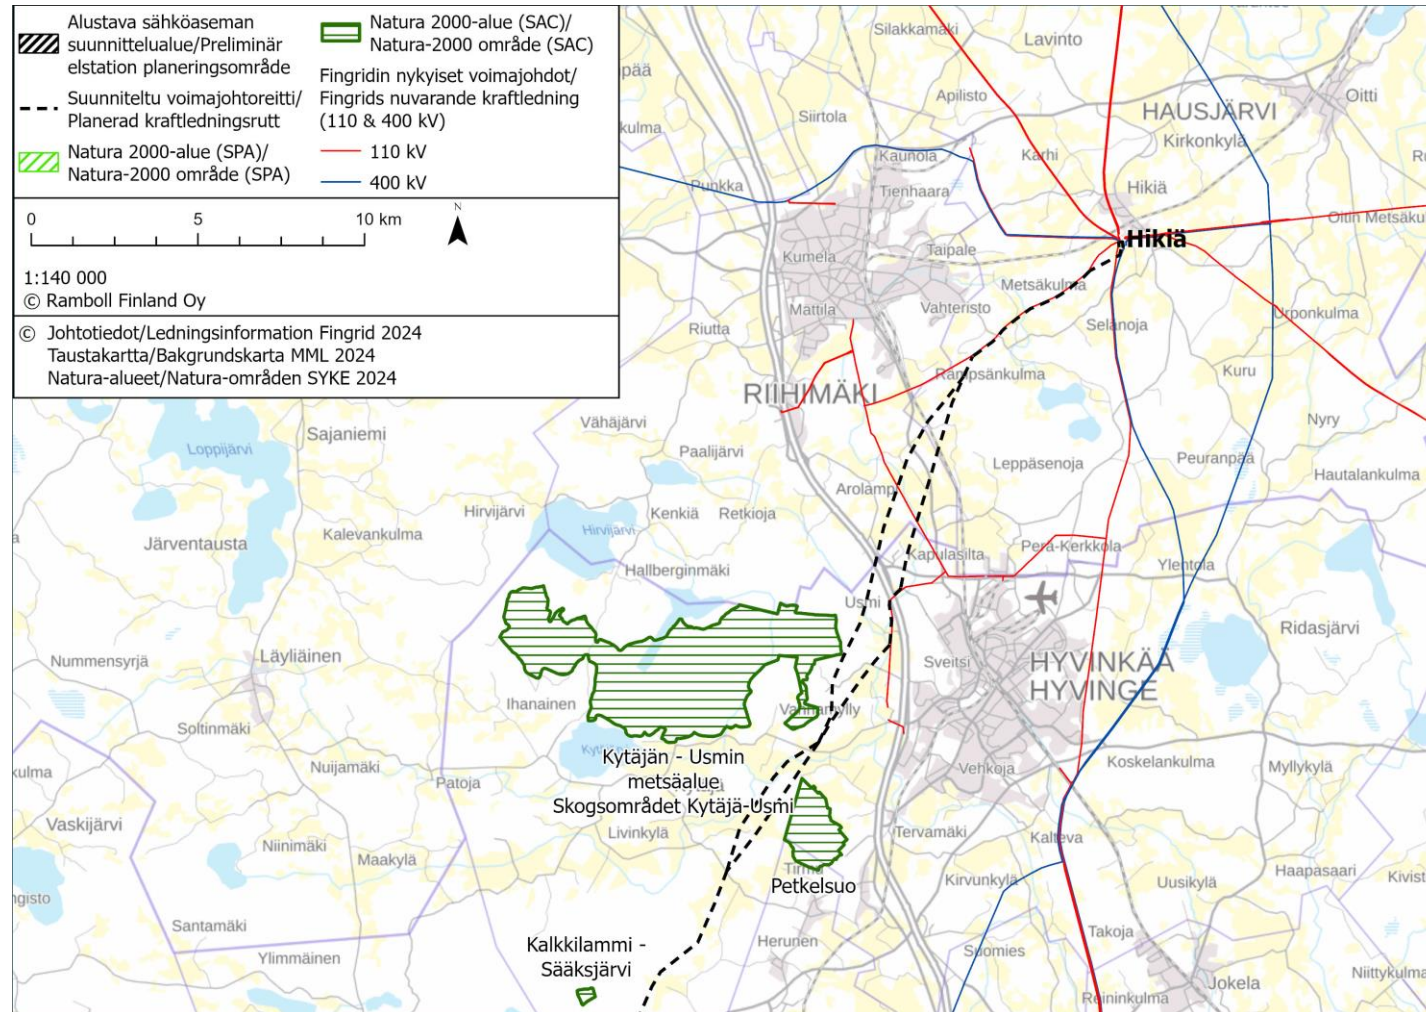 Alustava sähköaseman
suunnittelualue/Preliminär
elstation planeringsområde
Suunniteltu voimajohtoreitti/
Planerad kraftledningsrutt
Natura 2000-alue (SPA)/
Natura-2000 område (SPA)
Natura 2000-alue (SAC)/
Natura-2000 område (SAC)
Fingridin nykyiset voimajohdot/
Fingrids nuvarande kraftledning
(110 & 400 kV)
110 kV
400 kV
0 5 10 km
N
1:140 000
© Ramboll Finland Oy
© Johtotiedot/Ledningsinformation Fingrid 2024
Taustakartta/Bakgrundskarta MML 2024
Natura-alueet/Natura-områden SYKE 2024
Silakkamäki
Lavinto
Oitti
Apilisto
HAUSJÄRVI
Siirtola
Kirkonkylä
Kaunola
Karhi
Punkka
Tienhaara
Hikiä
Oitin Metsäku
Hikiä
Taipale
Kumela
Metsäkulma
Mattila
Vahteristo
Urponkulma
Riutta
Selänoja
Kuru
Rampsänkulma
RIIHIMÄKI
Vähäjärvi
Nyry
Sajaniemi
Loppijärvi
Paalijärvi
Peuranpää
Leppäsenoja
Hautalankulma
Arolampi
Hirvijärvi
Kenkiä
Retkioja
Kalevankulma
Hirvijärvi
Järventausta
Perä-Kerkkola
Kapulasilta
Ylentola
Hallberginmäki
Usmi
Ridasjärvi
Läyliäinen
Nummensyrjä
Sveitsi
HYVINKÄÄ
HYVINGE
Ihanainen
Vanhamylly
Soltinmäki
Kytäjän - Usmin
metsäalue
Skogsområdet Kytäjä-Usmi
Koskelankulma
Nuijamäki
Vehkoja
Myllykylä
Patoja
Vaskijärvi
Livinkylä
Tervamäki
Kalteva
Niinimäki
Maakylä
Haapasaari
Kirvunkylä
Uusikylä
Petkelsuo
Santamäki
Takoja
Kalkkilammi -
Sääksjärvi
Herunen
Suomies
Ylimmäinen
Niittykulma
Jokela
Reininkulma